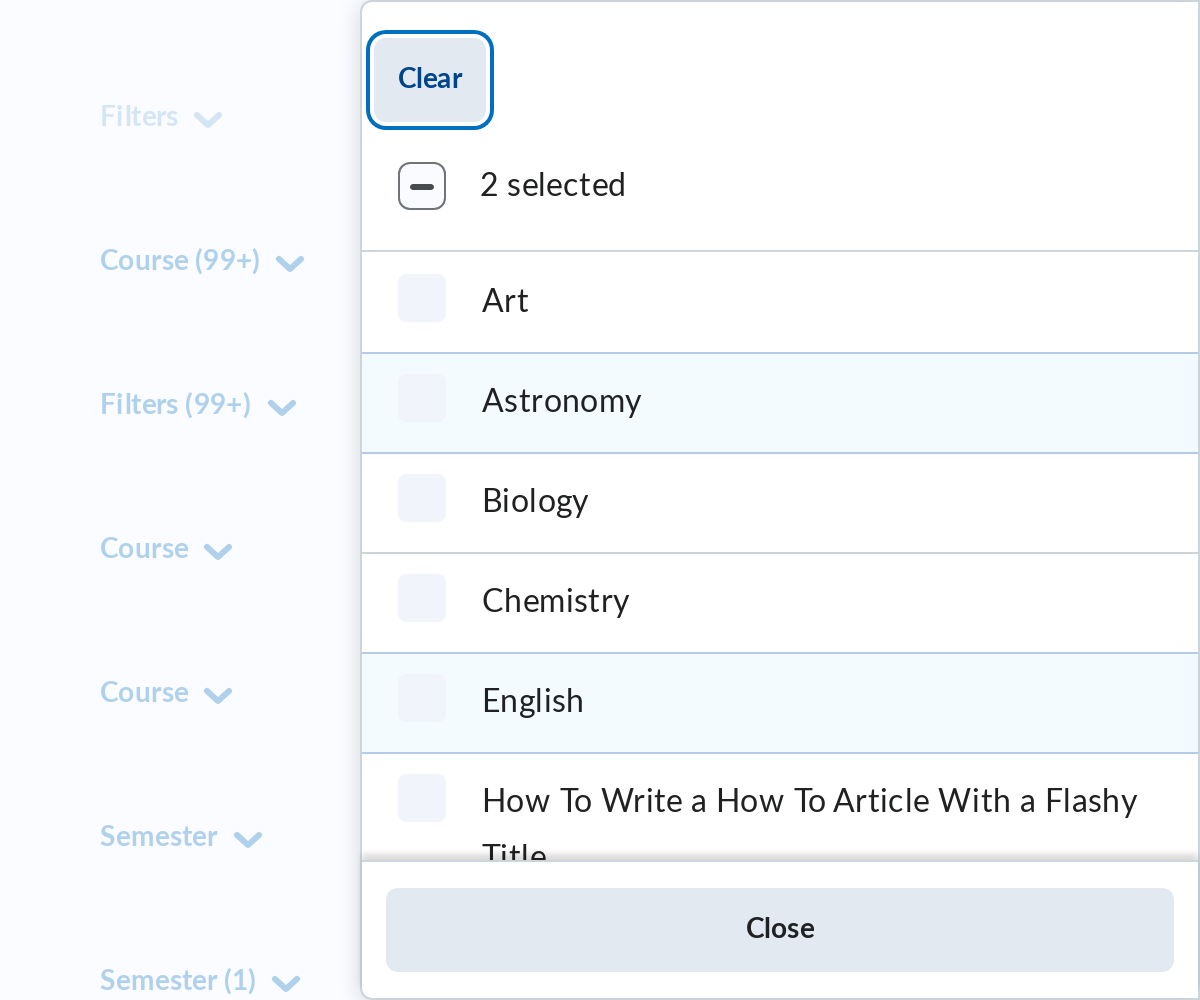 Filters
Course (99+)
Filters (99+)
Course
Course
Semester
Semester (1)
Clear
2 selected
Art
Astronomy
Biology
Chemistry
English
How To Write a How To Article With a Flashy
Title
Close